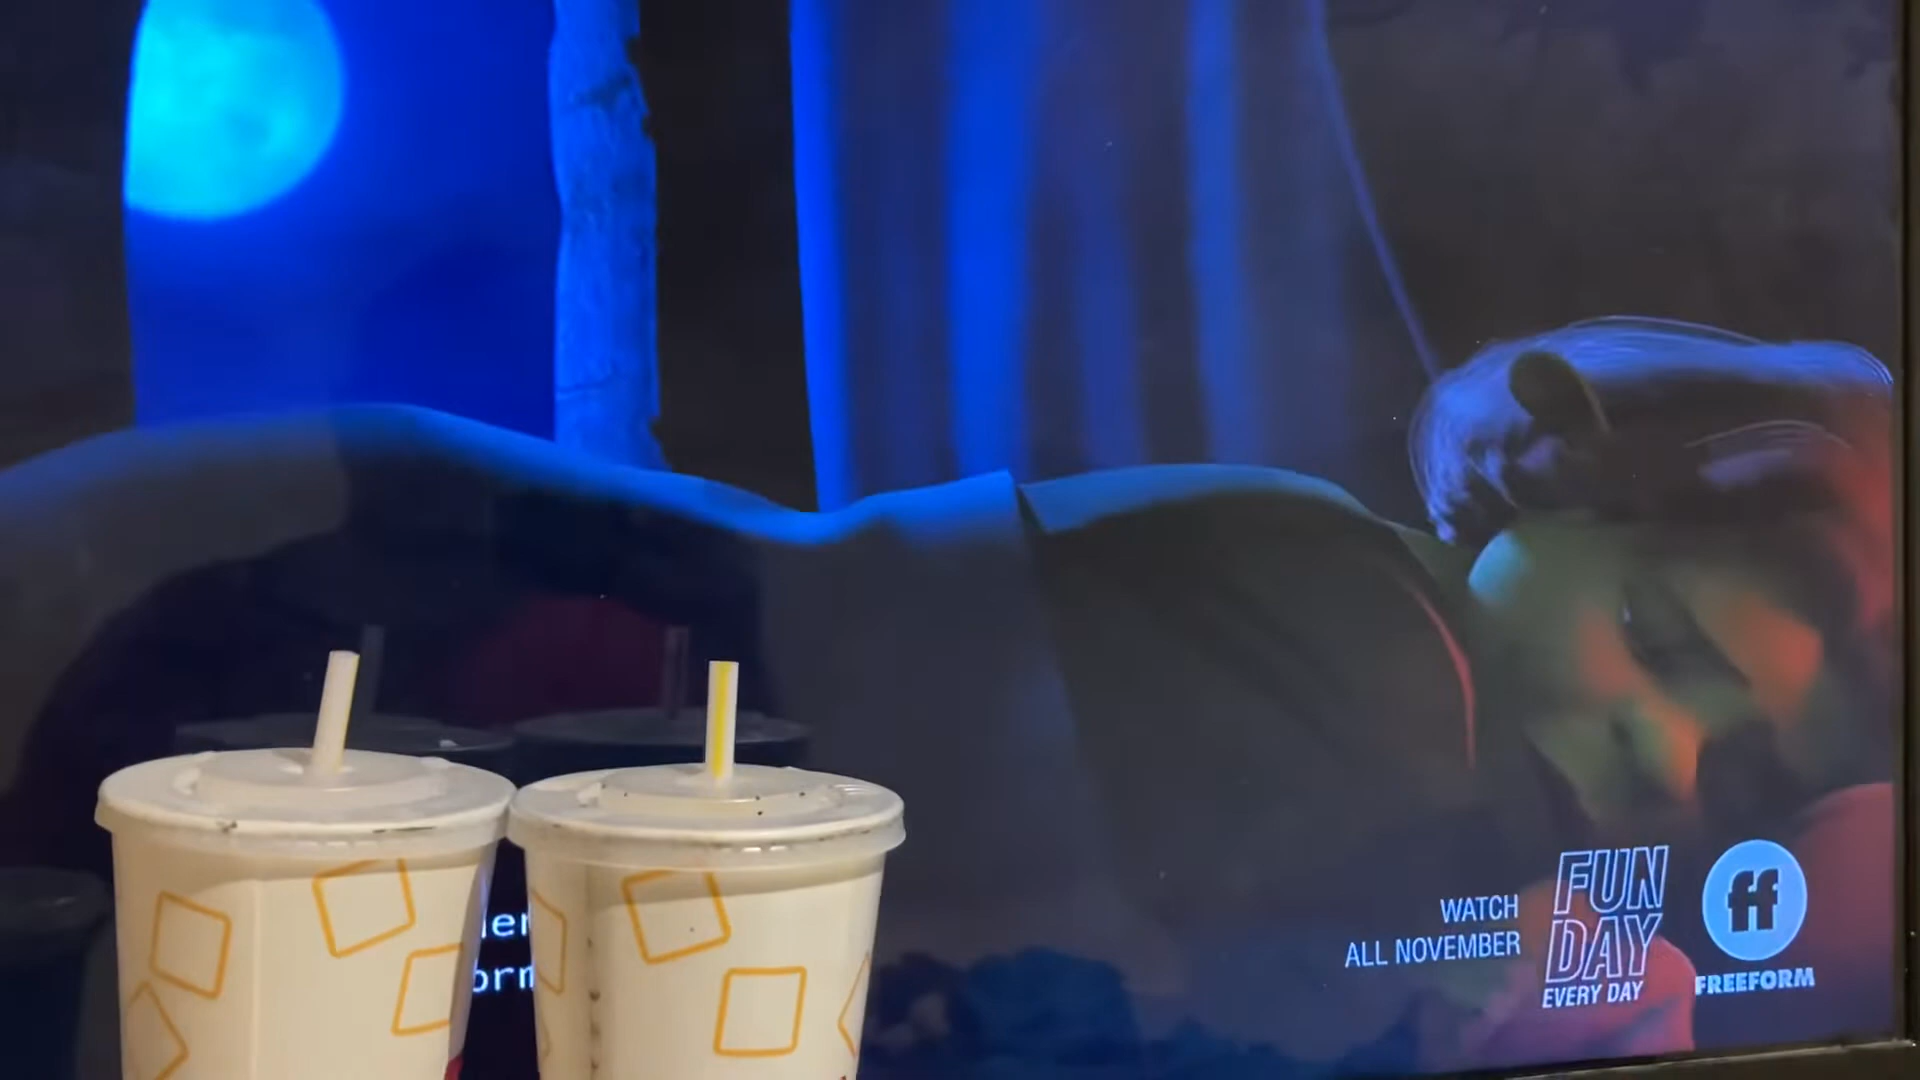 WATCH
ALL NOVEMBER
FUN
DAY
EVERY DAY
ff
FREEFORM